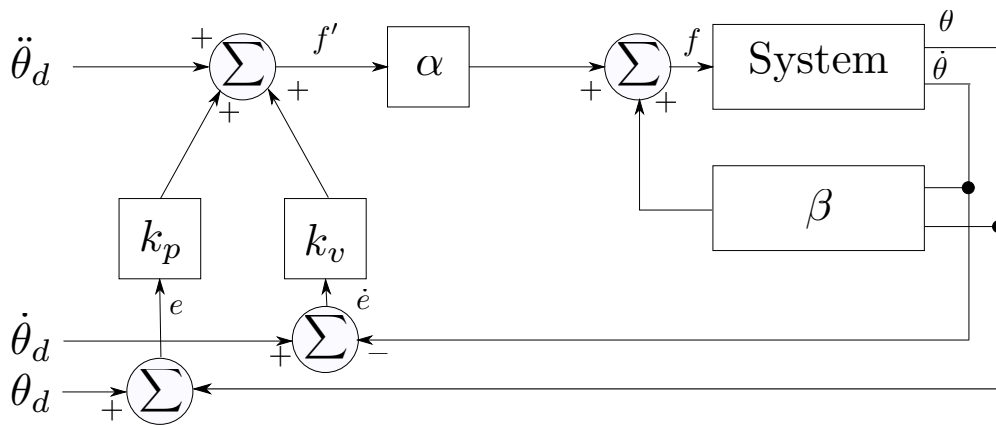 θ̈_d + ∑ f′ α ∑ f System θ
+ + + + θ̇
k_p k_v β
e ė
θ̇_d + ∑ −
θ_d + ∑